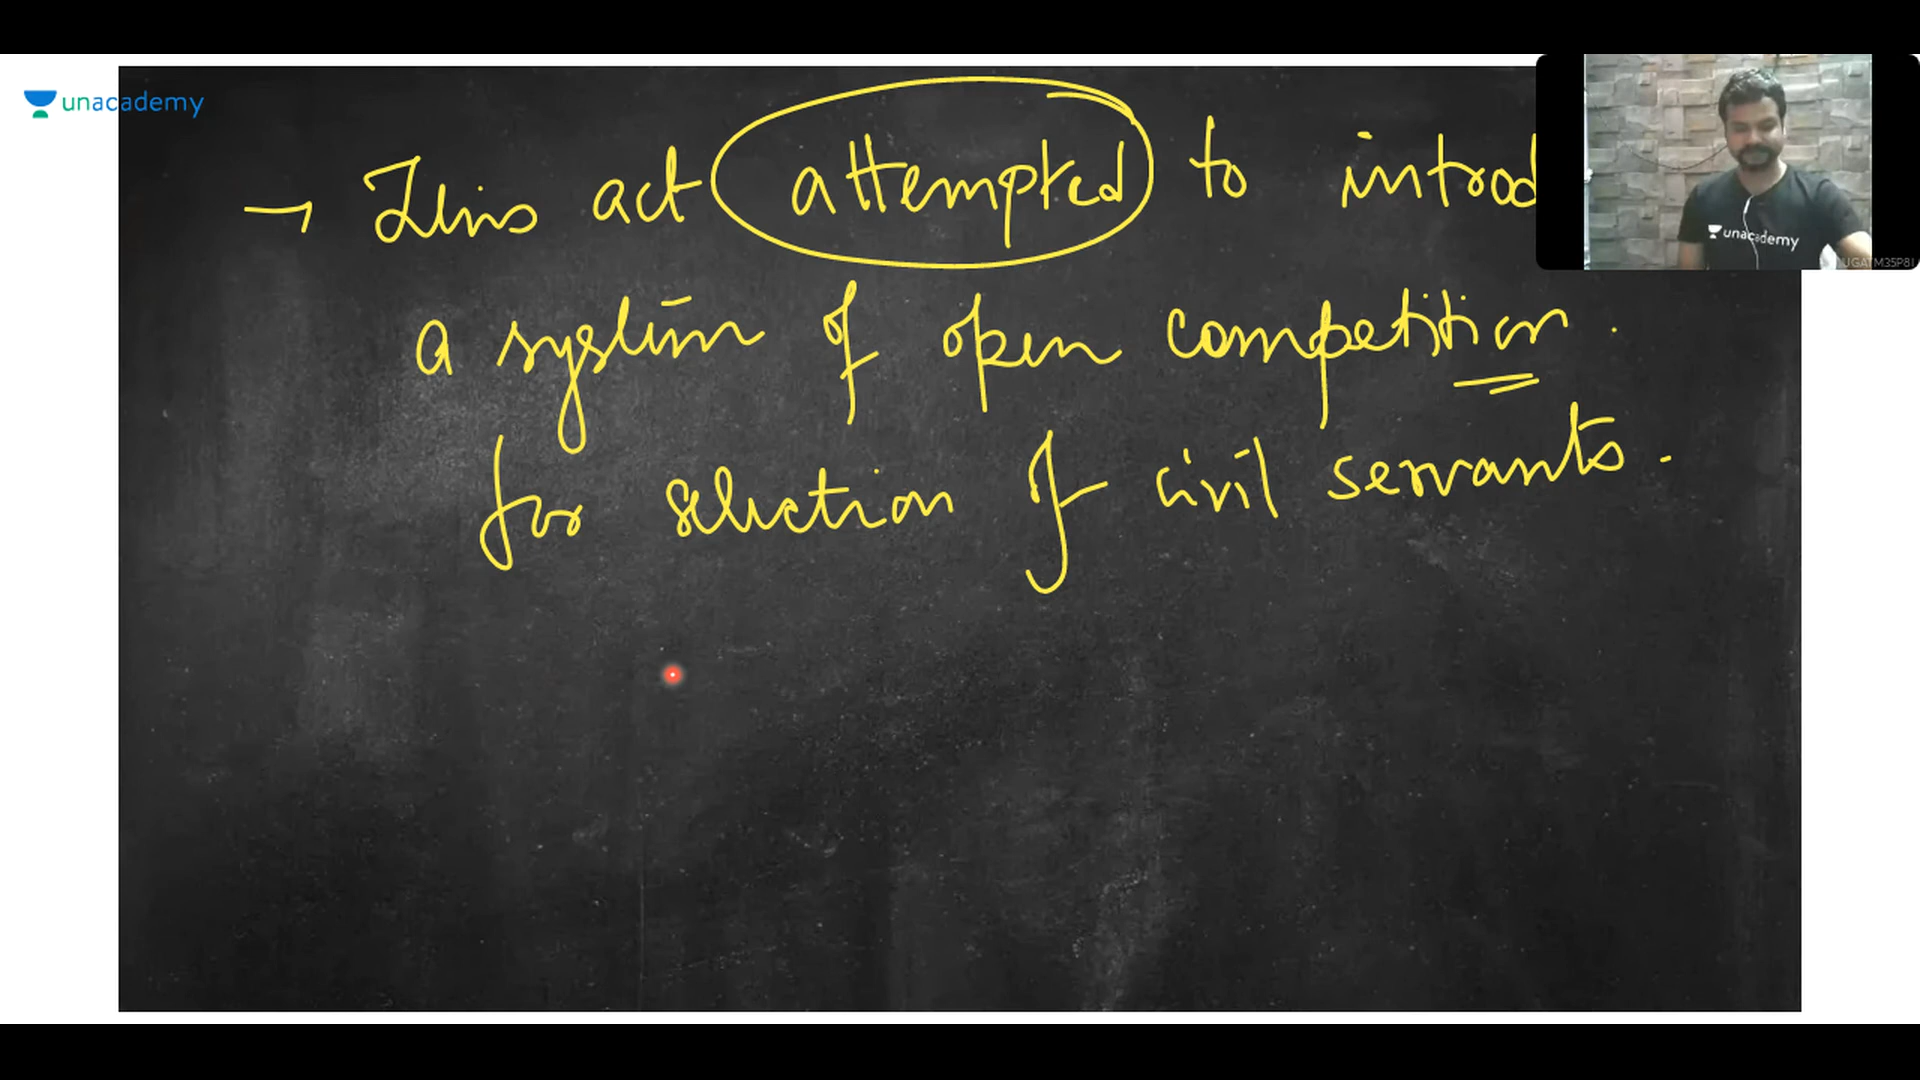 unacademy
→ This act attempted to introd
a system of open competition.
for selection of civil servants.
unacademy